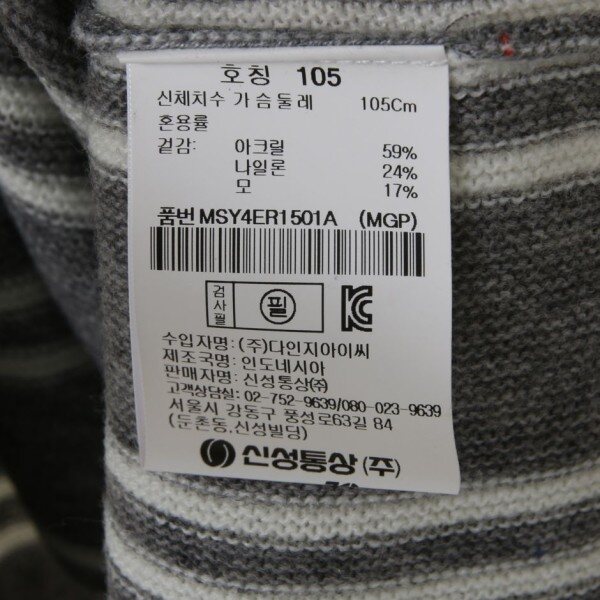 호칭 105
신체치수 가슴둘레 105Cm
혼용률
겉감: 아크릴 59%
나일론 24%
모 17%
품번 MSY4ER1501A (MGP)
검사필 필
수입자명: (주)다인지아이씨
제조국명: 인도네시아
판매자명: 신성통상㈜
고객상담실: 02-752-9639/080-023-9639
서울시 강동구 풍성로63길 84
(둔촌동,신성빌딩)
신성통상(주)